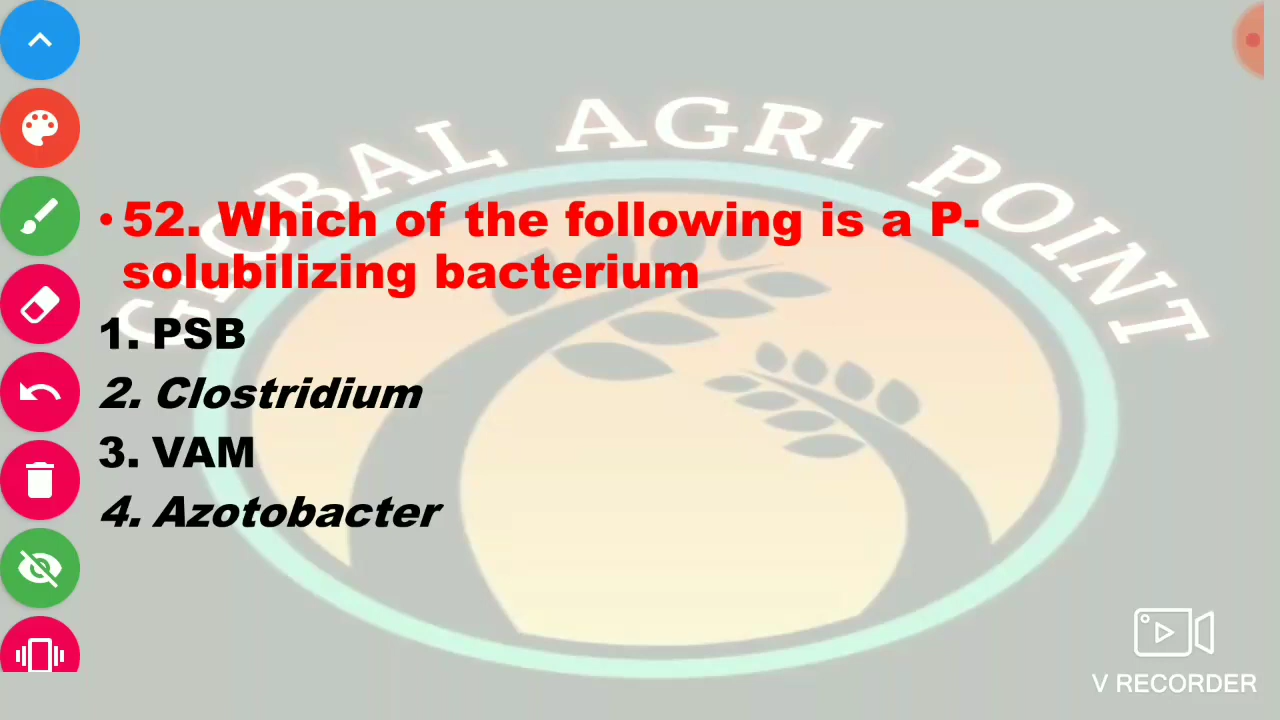 GLOBAL AGRI POINT
• 52. Which of the following is a P-
solubilizing bacterium
1. PSB
2. Clostridium
3. VAM
4. Azotobacter
V RECORDER